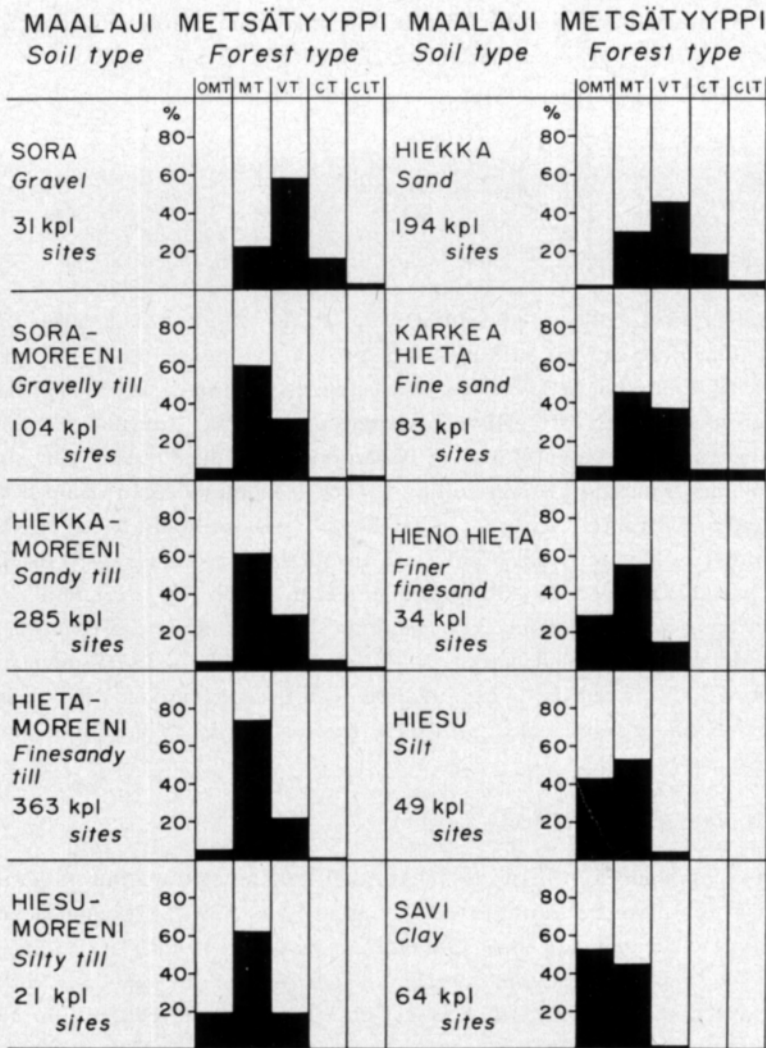 MAALAJI METSÄTYYPPI MAALAJI METSÄTYYPPI
Soil type Forest type Soil type Forest type
OMT MT VT CT CLT OMT MT VT CT CLT
SORA
Gravel
31 kpl
sites
%
80
60
40
20
HIEKKA
Sand
194 kpl
sites
%
80
60
40
20
SORA-
MOREENI
Gravelly till
104 kpl
sites
80
60
40
20
KARKEA
HIETA
Fine sand
83 kpl
sites
80
60
40
20
HIEKKA-
MOREENI
Sandy till
285 kpl
sites
80
60
40
20
HIENO HIETA
Finer
finesand
34 kpl
sites
80
60
40
20
HIETA-
MOREENI
Finesandy
till
363 kpl
sites
80
60
40
20
HIESU
Silt
49 kpl
sites
80
60
40
20
HIESU-
MOREENI
Silty till
21 kpl
sites
80
60
40
20
SAVI
Clay
64 kpl
sites
80
60
40
20